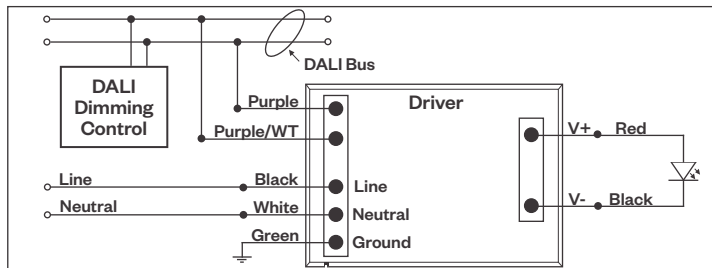 DALI Bus
DALI
Dimming
Control
Driver
Purple
Purple/WT
V+ Red
Line Black Line
V- Black
Neutral White Neutral
Green Ground